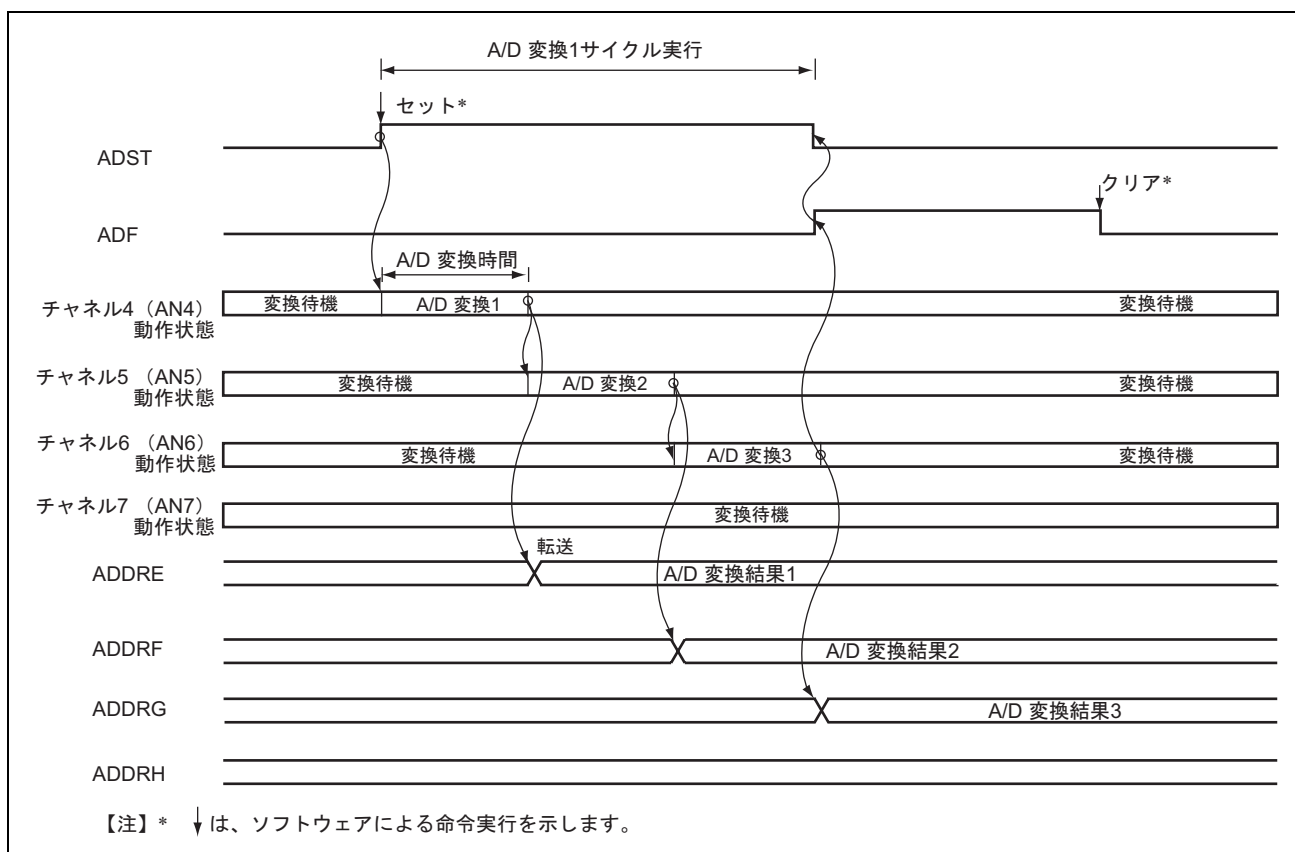 A/D 変換1サイクル実行
セット*
ADST
クリア*
ADF
A/D 変換時間
チャネル4 (AN4)
動作状態
変換待機
A/D 変換1
変換待機
チャネル5 (AN5)
動作状態
変換待機
A/D 変換2
変換待機
チャネル6 (AN6)
動作状態
変換待機
A/D 変換3
変換待機
チャネル7 (AN7)
動作状態
変換待機
転送
ADDRE
A/D 変換結果1
ADDRF
A/D 変換結果2
ADDRG
A/D 変換結果3
ADDRH
【注】* ↓は、ソフトウェアによる命令実行を示します。